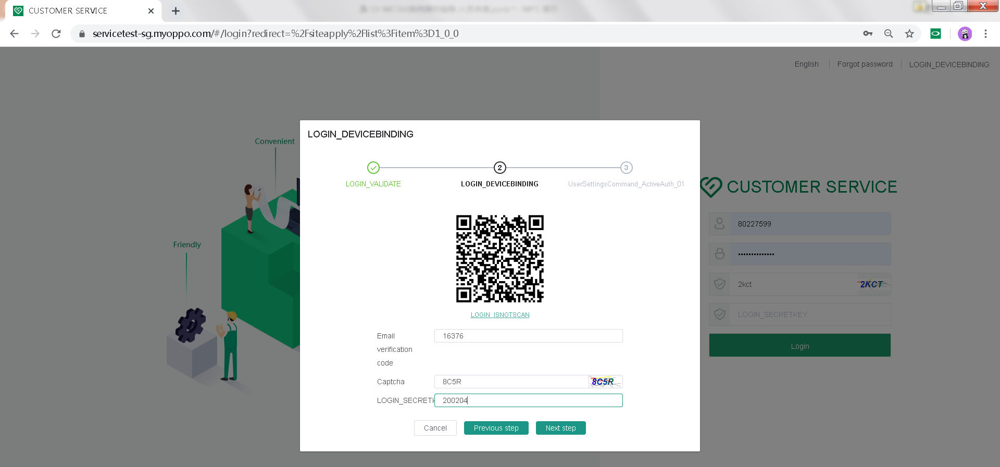 CUSTOMER SERVICE
servicetest-sg.myoppo.com/#/login?redirect=%2Fsiteapply%2Flist%3Fitem%3D1_0_0
English
Forgot password
LOGIN_DEVICEBINDING
Convenient
Friendly
LOGIN_DEVICEBINDING
2
3
LOGIN_VALIDATE
LOGIN_DEVICEBINDING
UserSettingsCommand_ActiveAuth_01
LOGIN_ISNOTSCAN
Email verification code
16376
Captcha
8C5R
8C5R
LOGIN_SECRETK
200204
Cancel
Previous step
Next step
CUSTOMER SERVICE
80227599
2kct
2KCT
LOGIN_SECRETKEY
Login